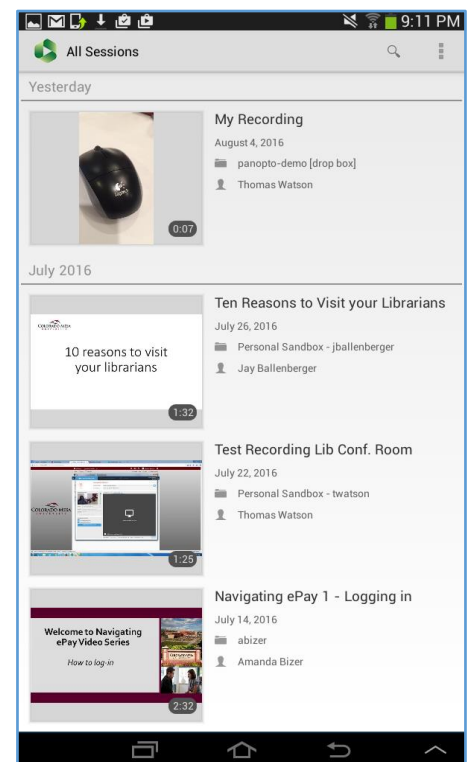 9:11 PM
All Sessions
Yesterday
My Recording
August 4, 2016
panopto-demo [drop box]
Thomas Watson
0:07
July 2016
Ten Reasons to Visit your Librarians
July 26, 2016
Personal Sandbox - jballenberger
Jay Ballenberger
COLORADO MESA
10 reasons to visit
your librarians
1:32
Test Recording Lib Conf. Room
July 22, 2016
Personal Sandbox - twatson
Thomas Watson
COLORADO MESA
1:25
Navigating ePay 1 - Logging in
July 14, 2016
abizer
Amanda Bizer
Welcome to Navigating
ePay Video Series
How to log-in
2:32